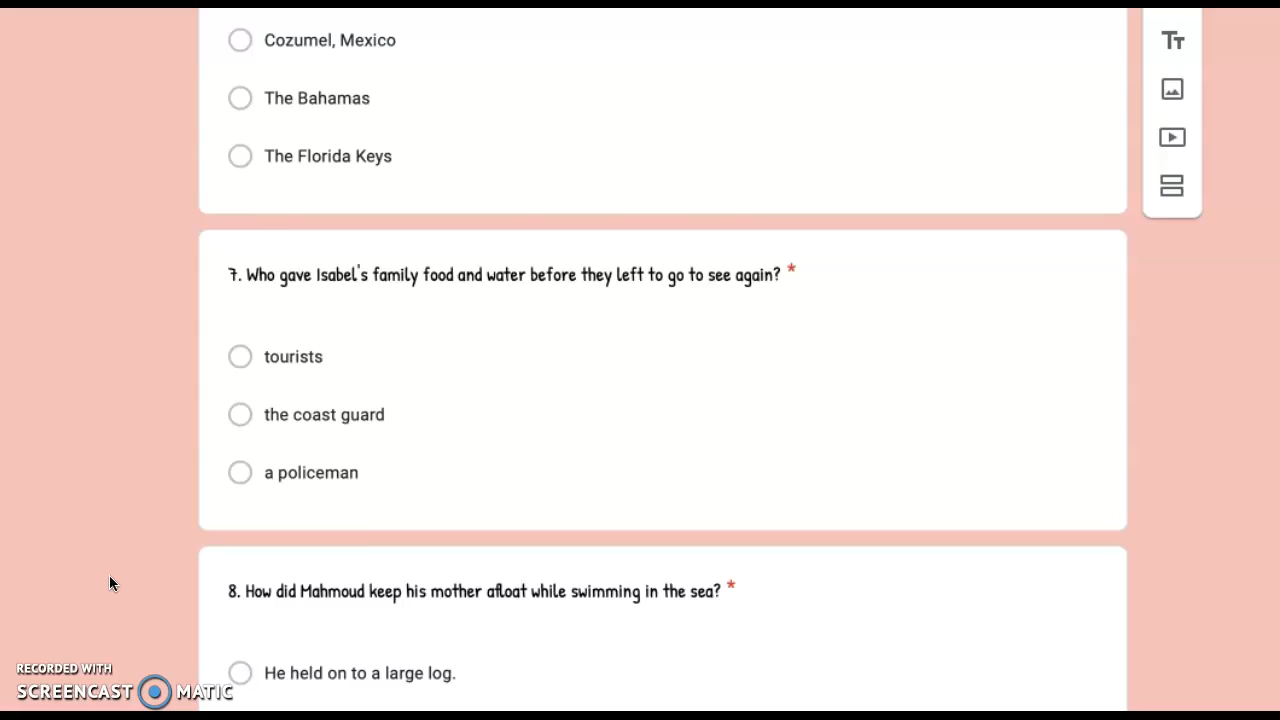 Cozumel, Mexico
The Bahamas
The Florida Keys
7. Who gave Isabel's family food and water before they left to go to see again? *
tourists
the coast guard
a policeman
8. How did Mahmoud keep his mother afloat while swimming in the sea? *
He held on to a large log.
RECORDED WITH
SCREENCAST MATIC